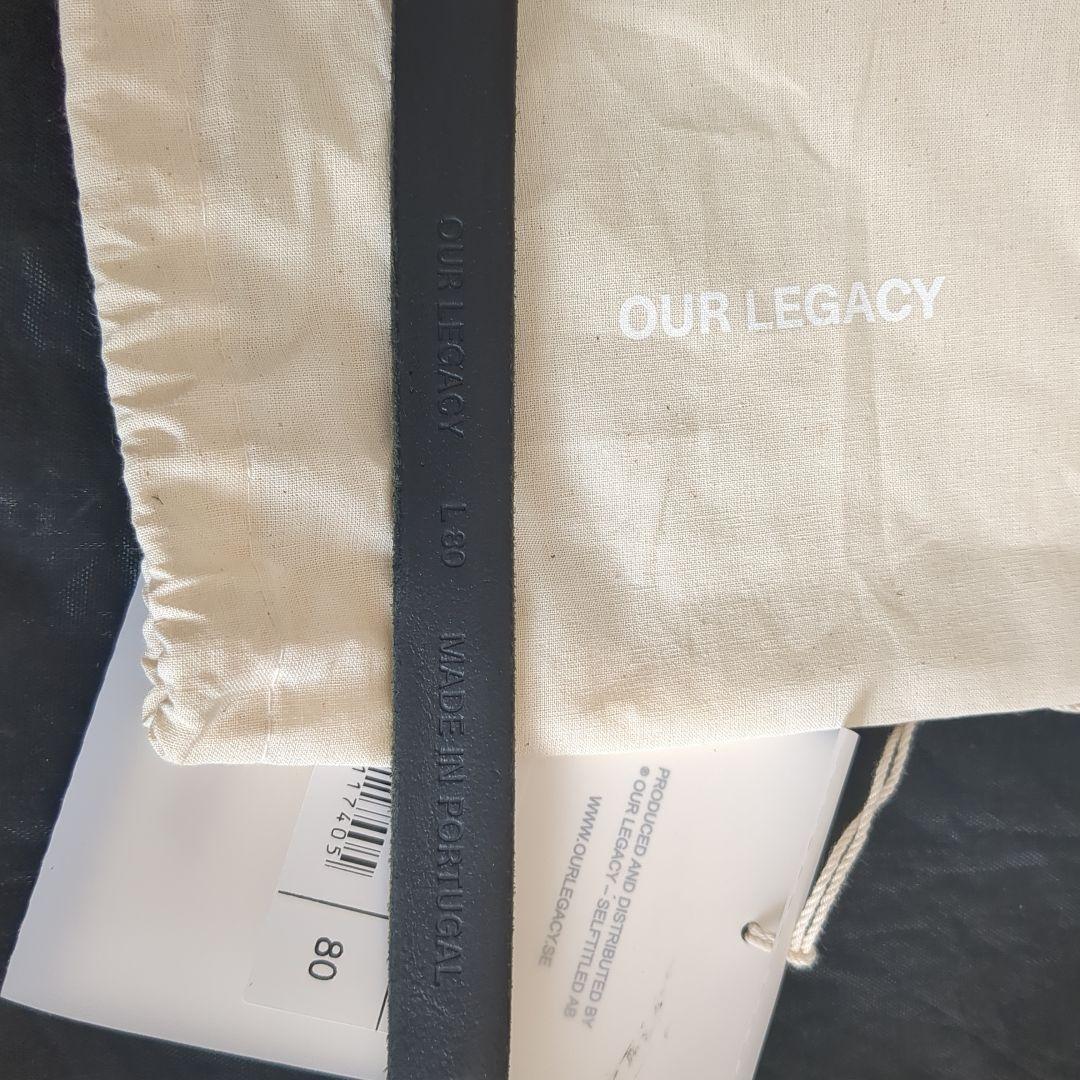 OUR LEGACY
OUR LEGACY L 80 MADE IN PORTUGAL
PRODUCED AND DISTRIBUTED BY
® OUR LEGACY – SELFTITLED AB
WWW.OURLEGACY.SE
117405
80